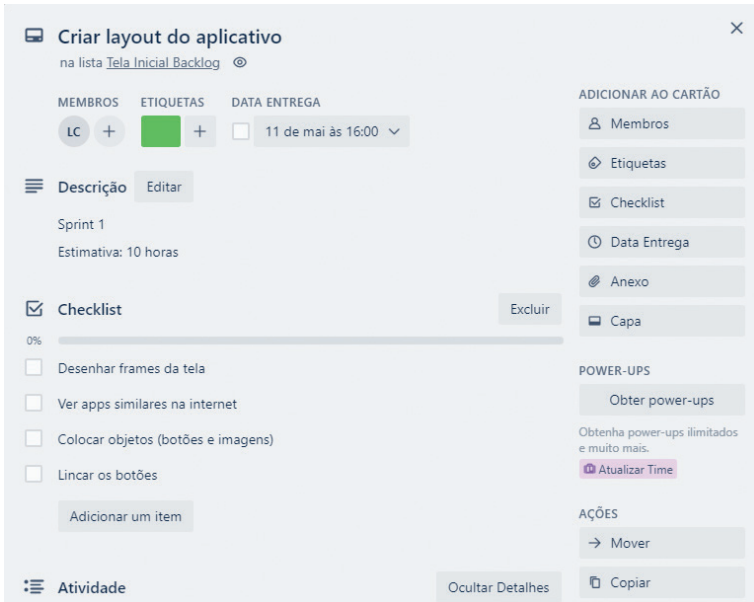 Criar layout do aplicativo
na lista Tela Inicial Backlog
MEMBROS ETIQUETAS DATA ENTREGA
LC + + 11 de mai às 16:00
Descrição Editar
Sprint 1
Estimativa: 10 horas
Checklist Excluir
0%
Desenhar frames da tela
Ver apps similares na internet
Colocar objetos (botões e imagens)
Lincar os botões
Adicionar um item
Atividade Ocultar Detalhes
ADICIONAR AO CARTÃO
Membros
Etiquetas
Checklist
Data Entrega
Anexo
Capa
POWER-UPS
Obter power-ups
Obtenha power-ups ilimitados
e muito mais.
Atualizar Time
AÇÕES
Mover
Copiar